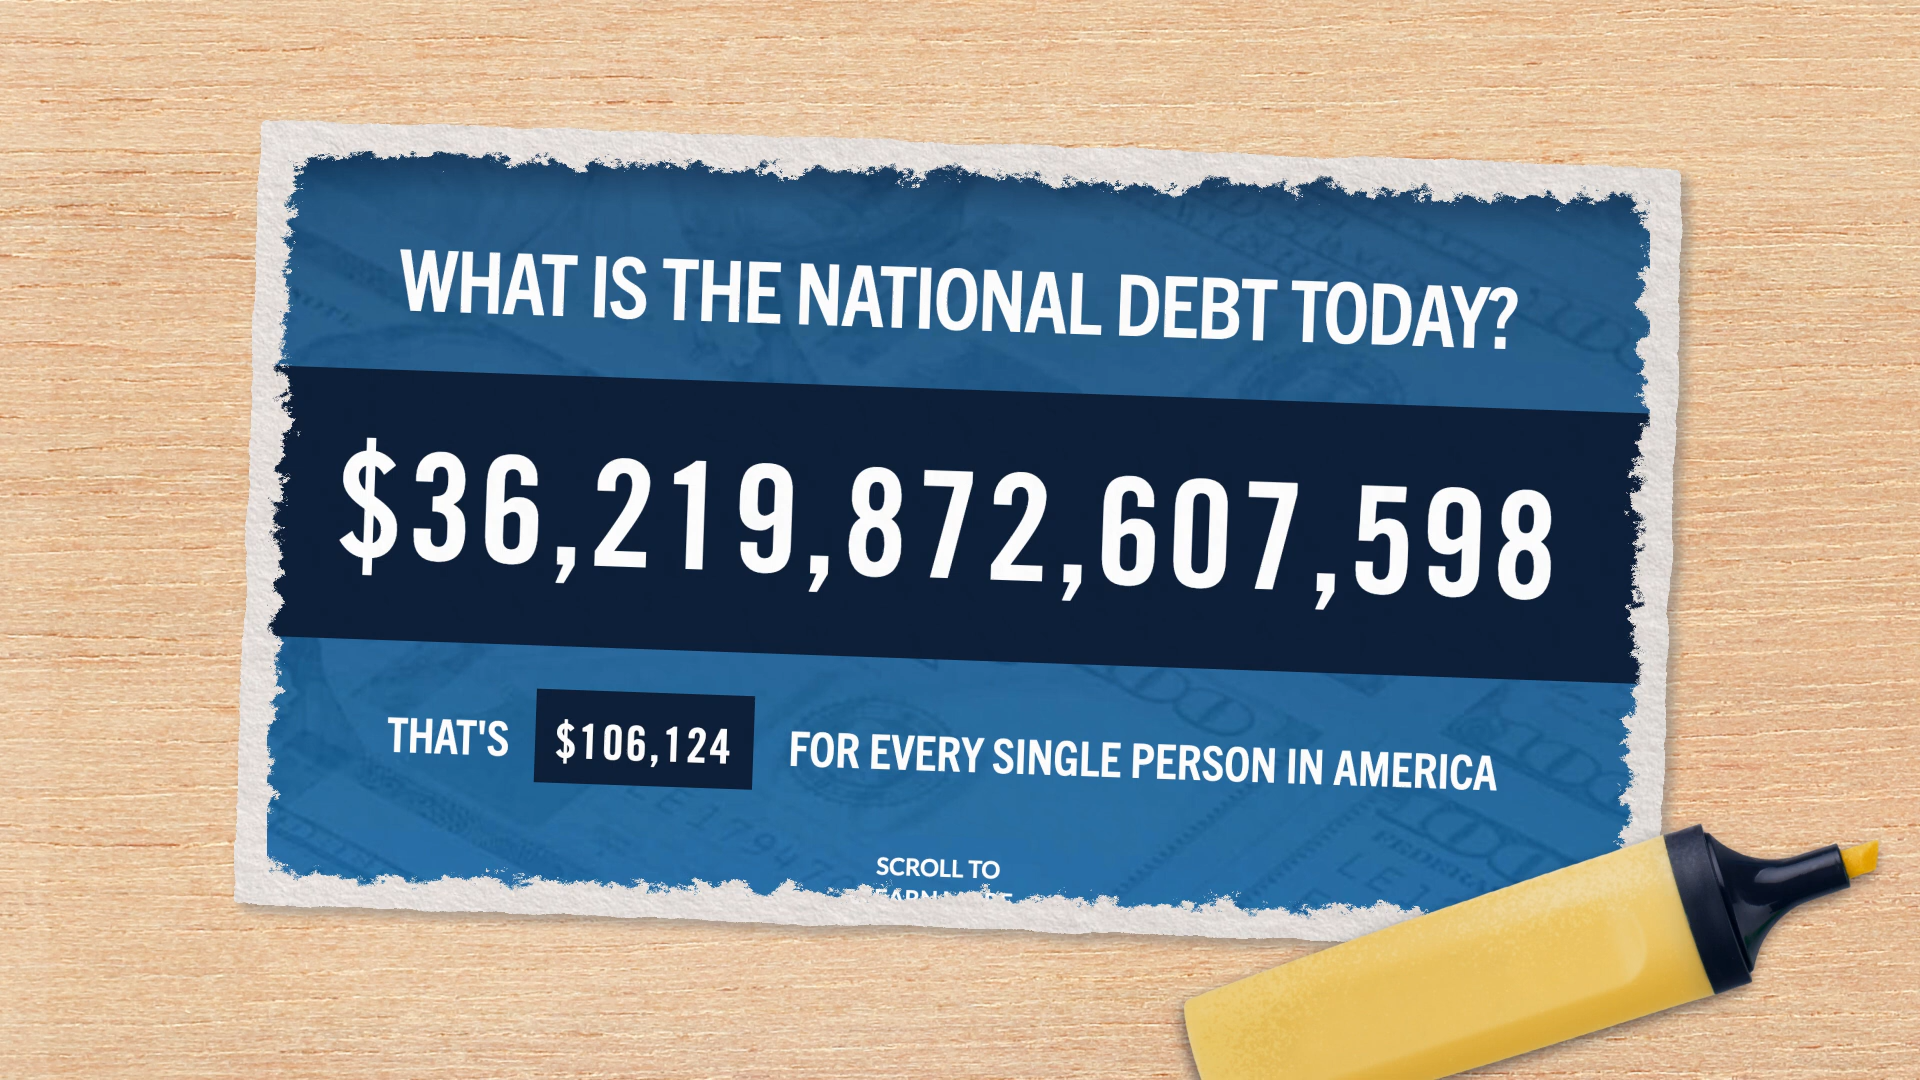 WHAT IS THE NATIONAL DEBT TODAY?
$36,219,872,607,598
THAT'S $106,124 FOR EVERY SINGLE PERSON IN AMERICA
SCROLL TO